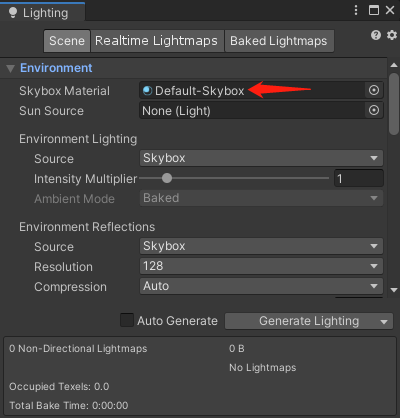 Lighting
Scene Realtime Lightmaps Baked Lightmaps
Environment
Skybox Material Default-Skybox
Sun Source None (Light)
Environment Lighting
Source Skybox
Intensity Multiplier 1
Ambient Mode Baked
Environment Reflections
Source Skybox
Resolution 128
Compression Auto
Auto Generate Generate Lighting
0 Non-Directional Lightmaps 0 B
No Lightmaps
Occupied Texels: 0.0
Total Bake Time: 0:00:00